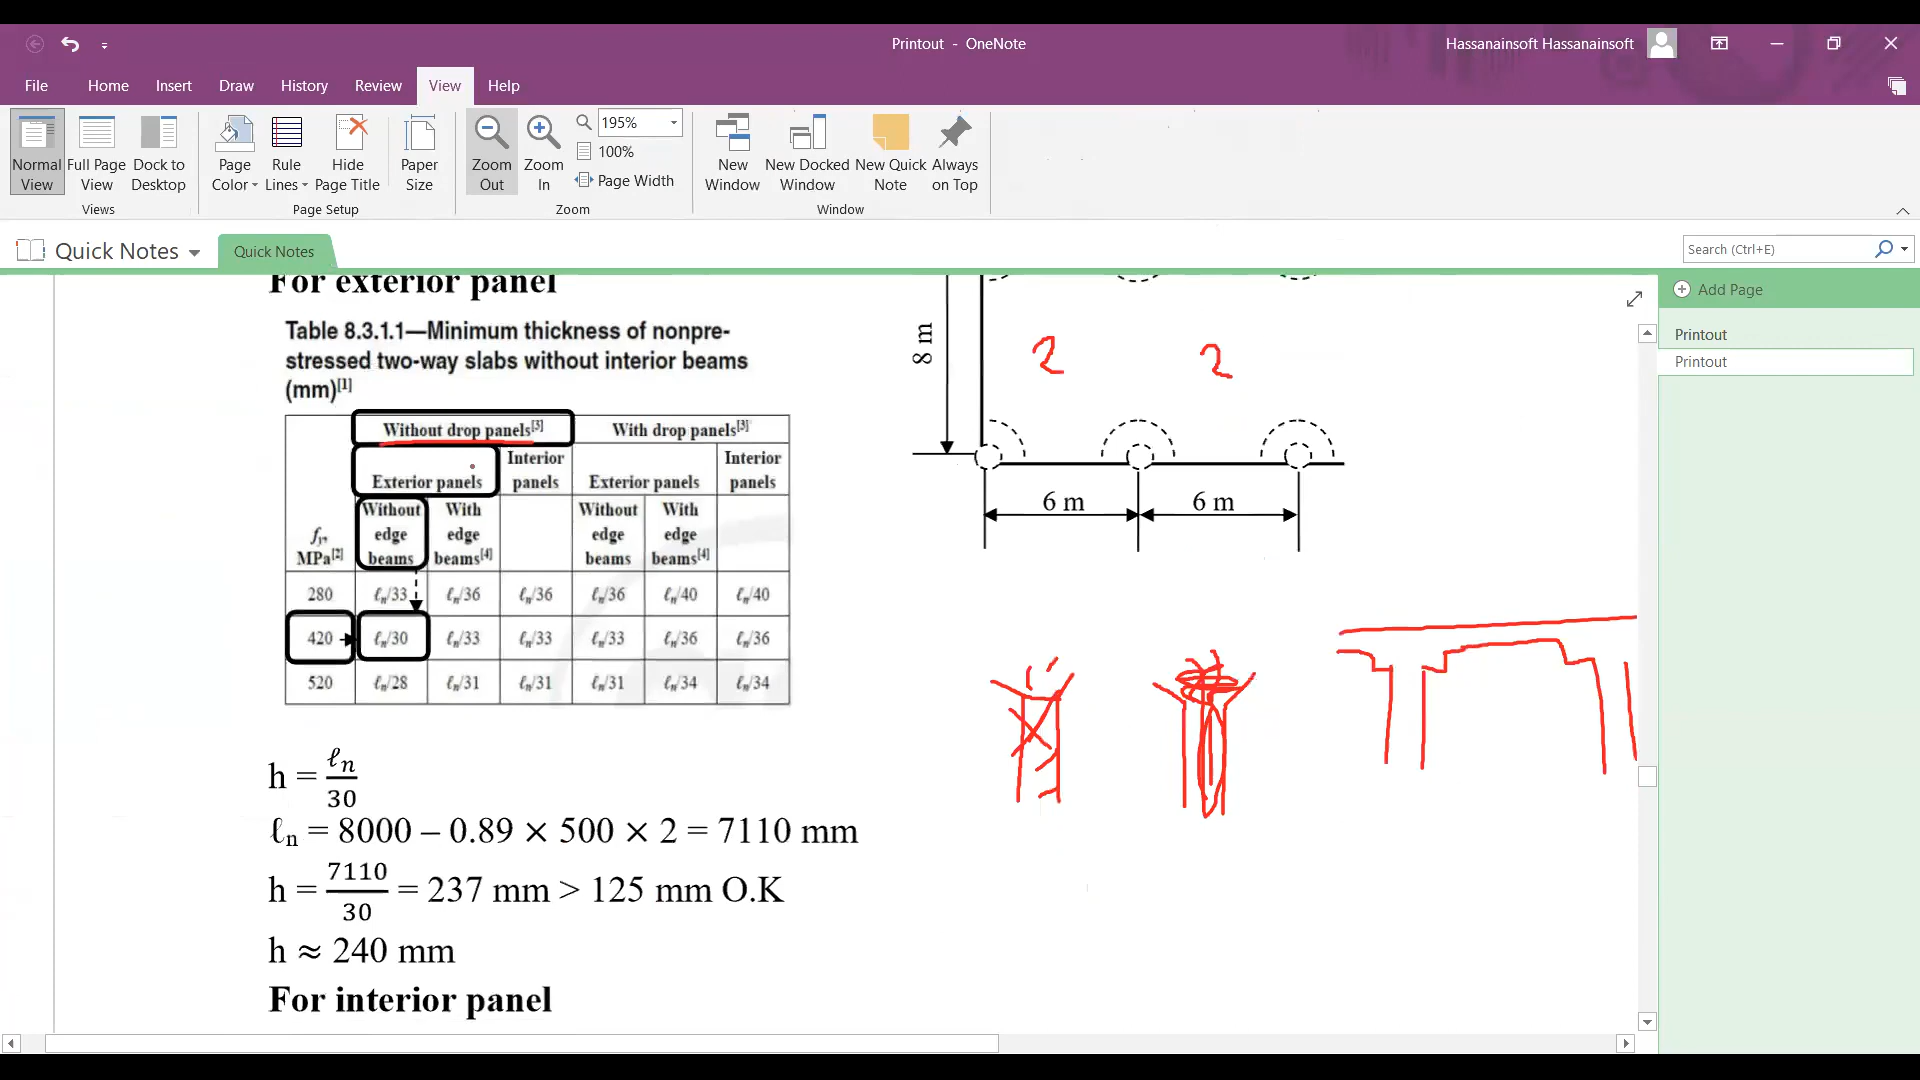 Printout - OneNote
Hassanainsoft Hassanainsoft
File Home Insert Draw History Review View Help
Normal View
Full Page View
Dock to Desktop
Views
Page Color
Rule Lines
Hide Page Title
Paper Size
Page Setup
Zoom Out
Zoom In
195%
100%
Page Width
Zoom
New Window
New Docked Window
New Quick Note
Always on Top
Window
Quick Notes
Quick Notes
Search (Ctrl+E)
Add Page
Printout
Printout
For exterior panel
Table 8.3.1.1—Minimum thickness of nonpre-
stressed two-way slabs without interior beams
(mm)[1]
Without drop panels[3] With drop panels[3]
Exterior panels Interior panels Exterior panels Interior panels
fy, MPa[2] Without edge beams With edge beams[4] Without edge beams With edge beams[4]
280 ℓn/33 ℓn/36 ℓn/36 ℓn/36 ℓn/40 ℓn/40
420 ℓn/30 ℓn/33 ℓn/33 ℓn/33 ℓn/36 ℓn/36
520 ℓn/28 ℓn/31 ℓn/31 ℓn/31 ℓn/34 ℓn/34
h = ℓn/30
ℓn = 8000 – 0.89 × 500 × 2 = 7110 mm
h = 7110/30 = 237 mm > 125 mm O.K
h ≈ 240 mm
For interior panel
8 m
2 2
6 m 6 m